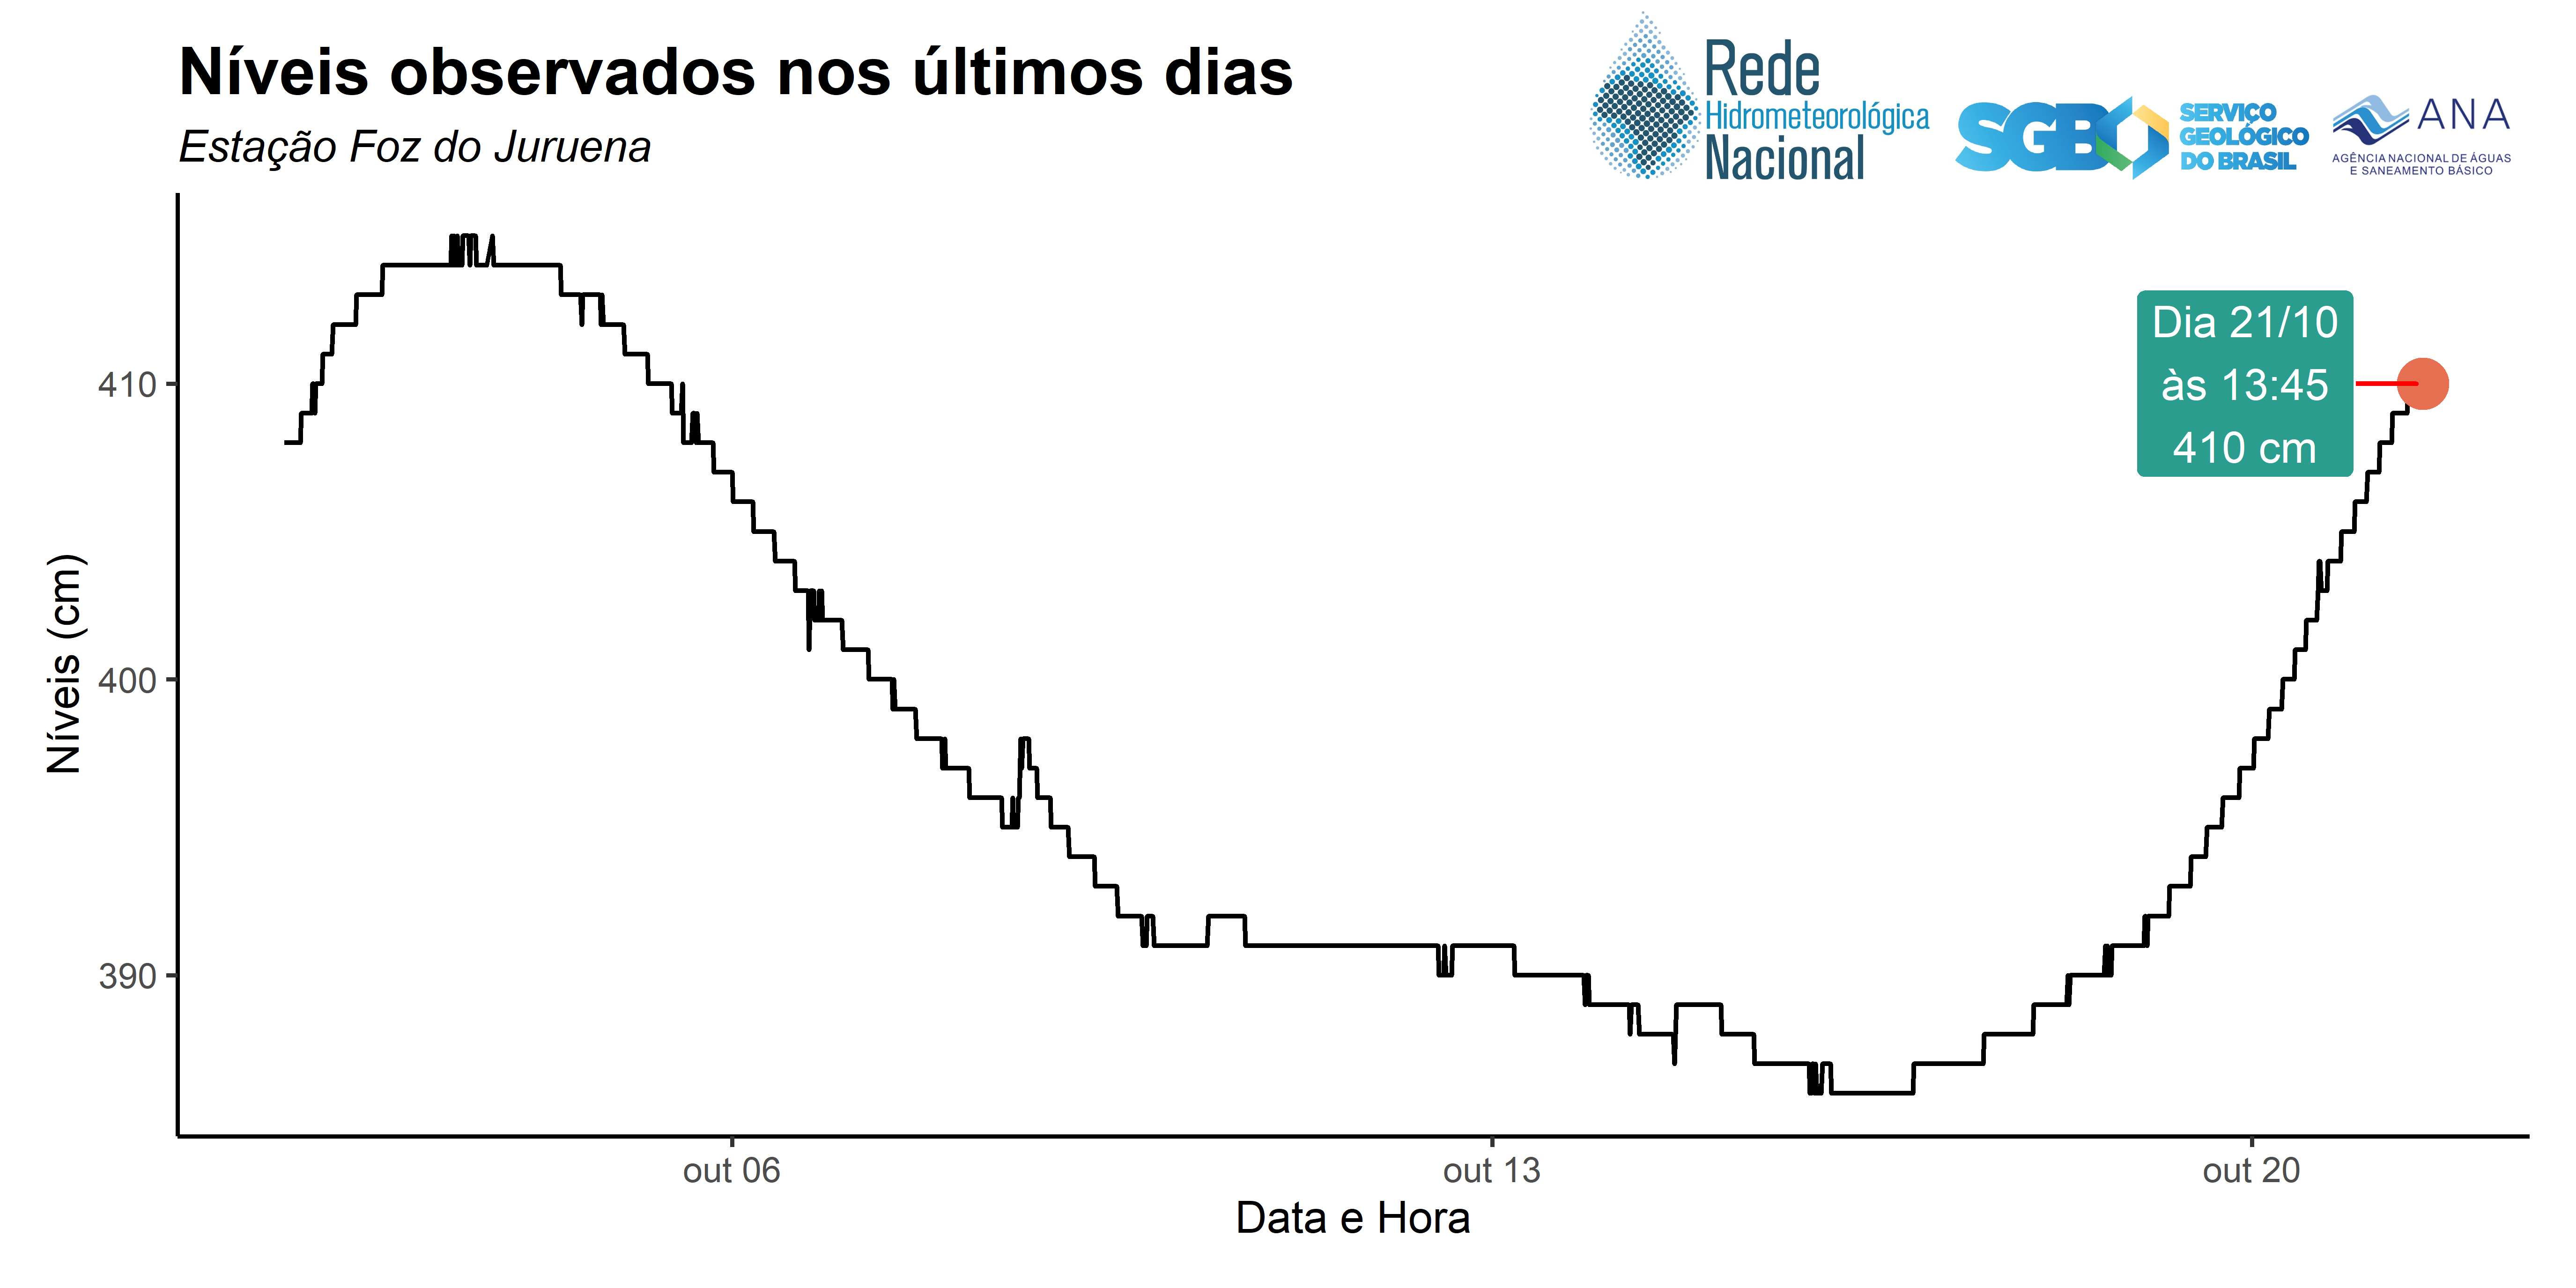 Níveis observados nos últimos dias
Estação Foz do Juruena
Rede
Hidrometeorológica
Nacional
SGB
SERVIÇO
GEOLÓGICO
DO BRASIL
ANA
AGÊNCIA NACIONAL DE ÁGUAS
E SANEAMENTO BÁSICO
Níveis (cm)
410
400
390
Dia 21/10
às 13:45
410 cm
out 06
out 13
out 20
Data e Hora